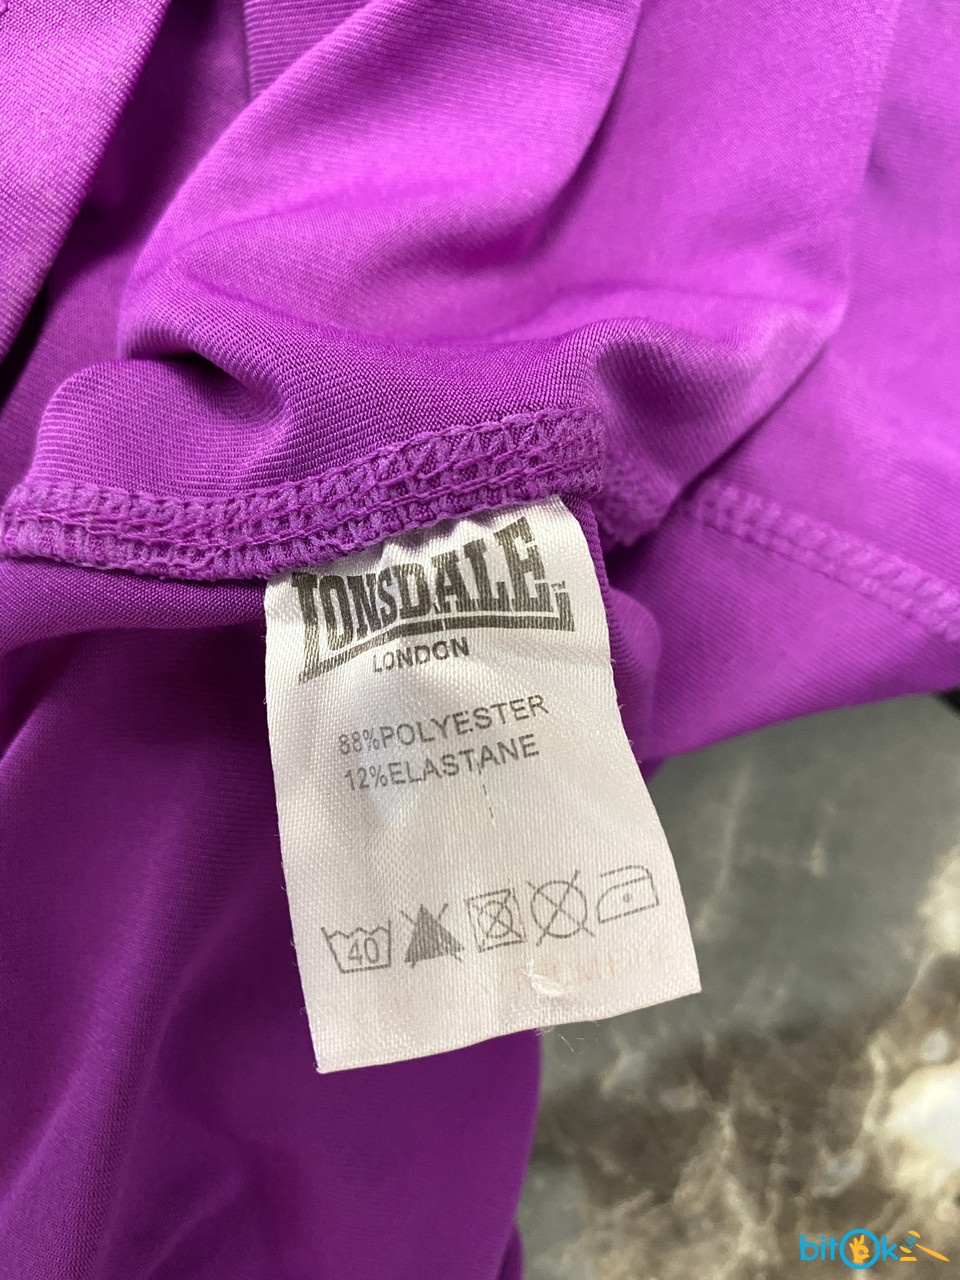 LONSDALE
LONDON
88%POLYESTER
12%ELASTANE
40
bitOk